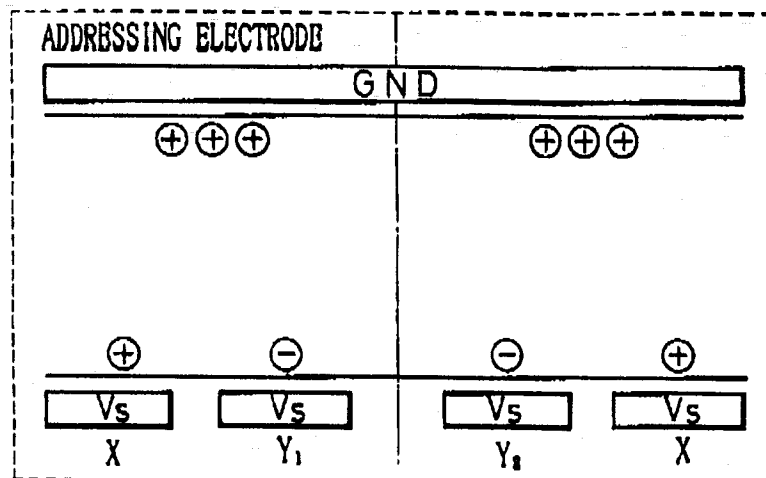 ADDRESSING ELECTRODE
GND
⊕⊕⊕ ⊕⊕⊕
⊕ ⊖ ⊖ ⊕
Vs Vs Vs Vs
X Y₁ Y₂ X